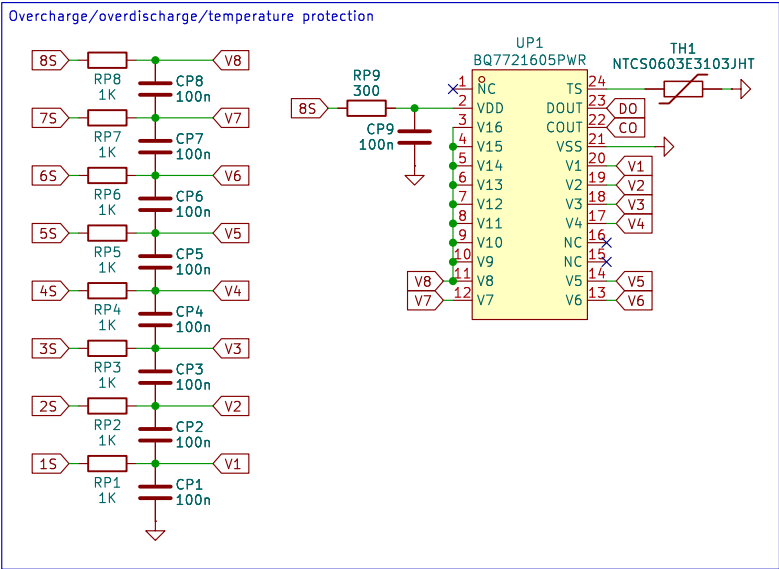 Overcharge/overdischarge/temperature protection
8S
RP8
1K
CP8
100n
V8
7S
RP7
1K
CP7
100n
V7
6S
RP6
1K
CP6
100n
V6
5S
RP5
1K
CP5
100n
V5
4S
RP4
1K
CP4
100n
V4
3S
RP3
1K
CP3
100n
V3
2S
RP2
1K
CP2
100n
V2
1S
RP1
1K
CP1
100n
V1
8S
RP9
300
CP9
100n
UP1
BQ7721605PWR
1 NC
2 VDD
3 V16
4 V15
5 V14
6 V13
7 V12
8 V11
9 V10
10 V9
V8 11 V8
V7 12 V7
TS 24
DOUT 23 DO
COUT 22 CO
VSS 21
V1 20 V1
V2 19 V2
V3 18 V3
V4 17 V4
NC 16
NC 15
V5 14 V5
V6 13 V6
TH1
NTCS0603E3103JHT